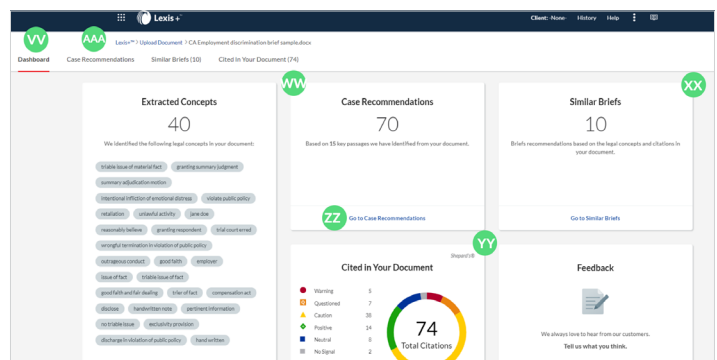 Lexis+™
Client: -None- History Help
VV
AAA
Lexis+™ > Upload Document > CA Employment discrimination brief sample.docx
Dashboard Case Recommendations Similar Briefs (10) Cited in Your Document (74)
WW
XX
Extracted Concepts
40
We identified the following legal concepts in your document:
triable issue of material fact granting summary judgment
summary adjudication motion
intentional infliction of emotional distress violate public policy
retaliation unlawful activity jane doe
reasonably believe granting respondent trial court erred
wrongful termination in violation of public policy
outrageous conduct good faith employer
issue of fact triable issue of fact
good faith and fair dealing trier of fact compensation act
disclose handwritten note pertinent information
no triable issue exclusivity provision
discharge in violation of public policy hand written
Case Recommendations
70
Based on 15 key passages we have identified from your document.
ZZ
Go to Case Recommendations
Similar Briefs
10
Briefs recommendations based on the legal concepts and citations in
your document.
Go to Similar Briefs
YY
Shepard's®
Cited in Your Document
Warning 5
Questioned 7
Caution 38
Positive 14
Neutral 8
No Signal 2
74
Total Citations
Feedback
We always love to hear from our customers.
Tell us what you think.